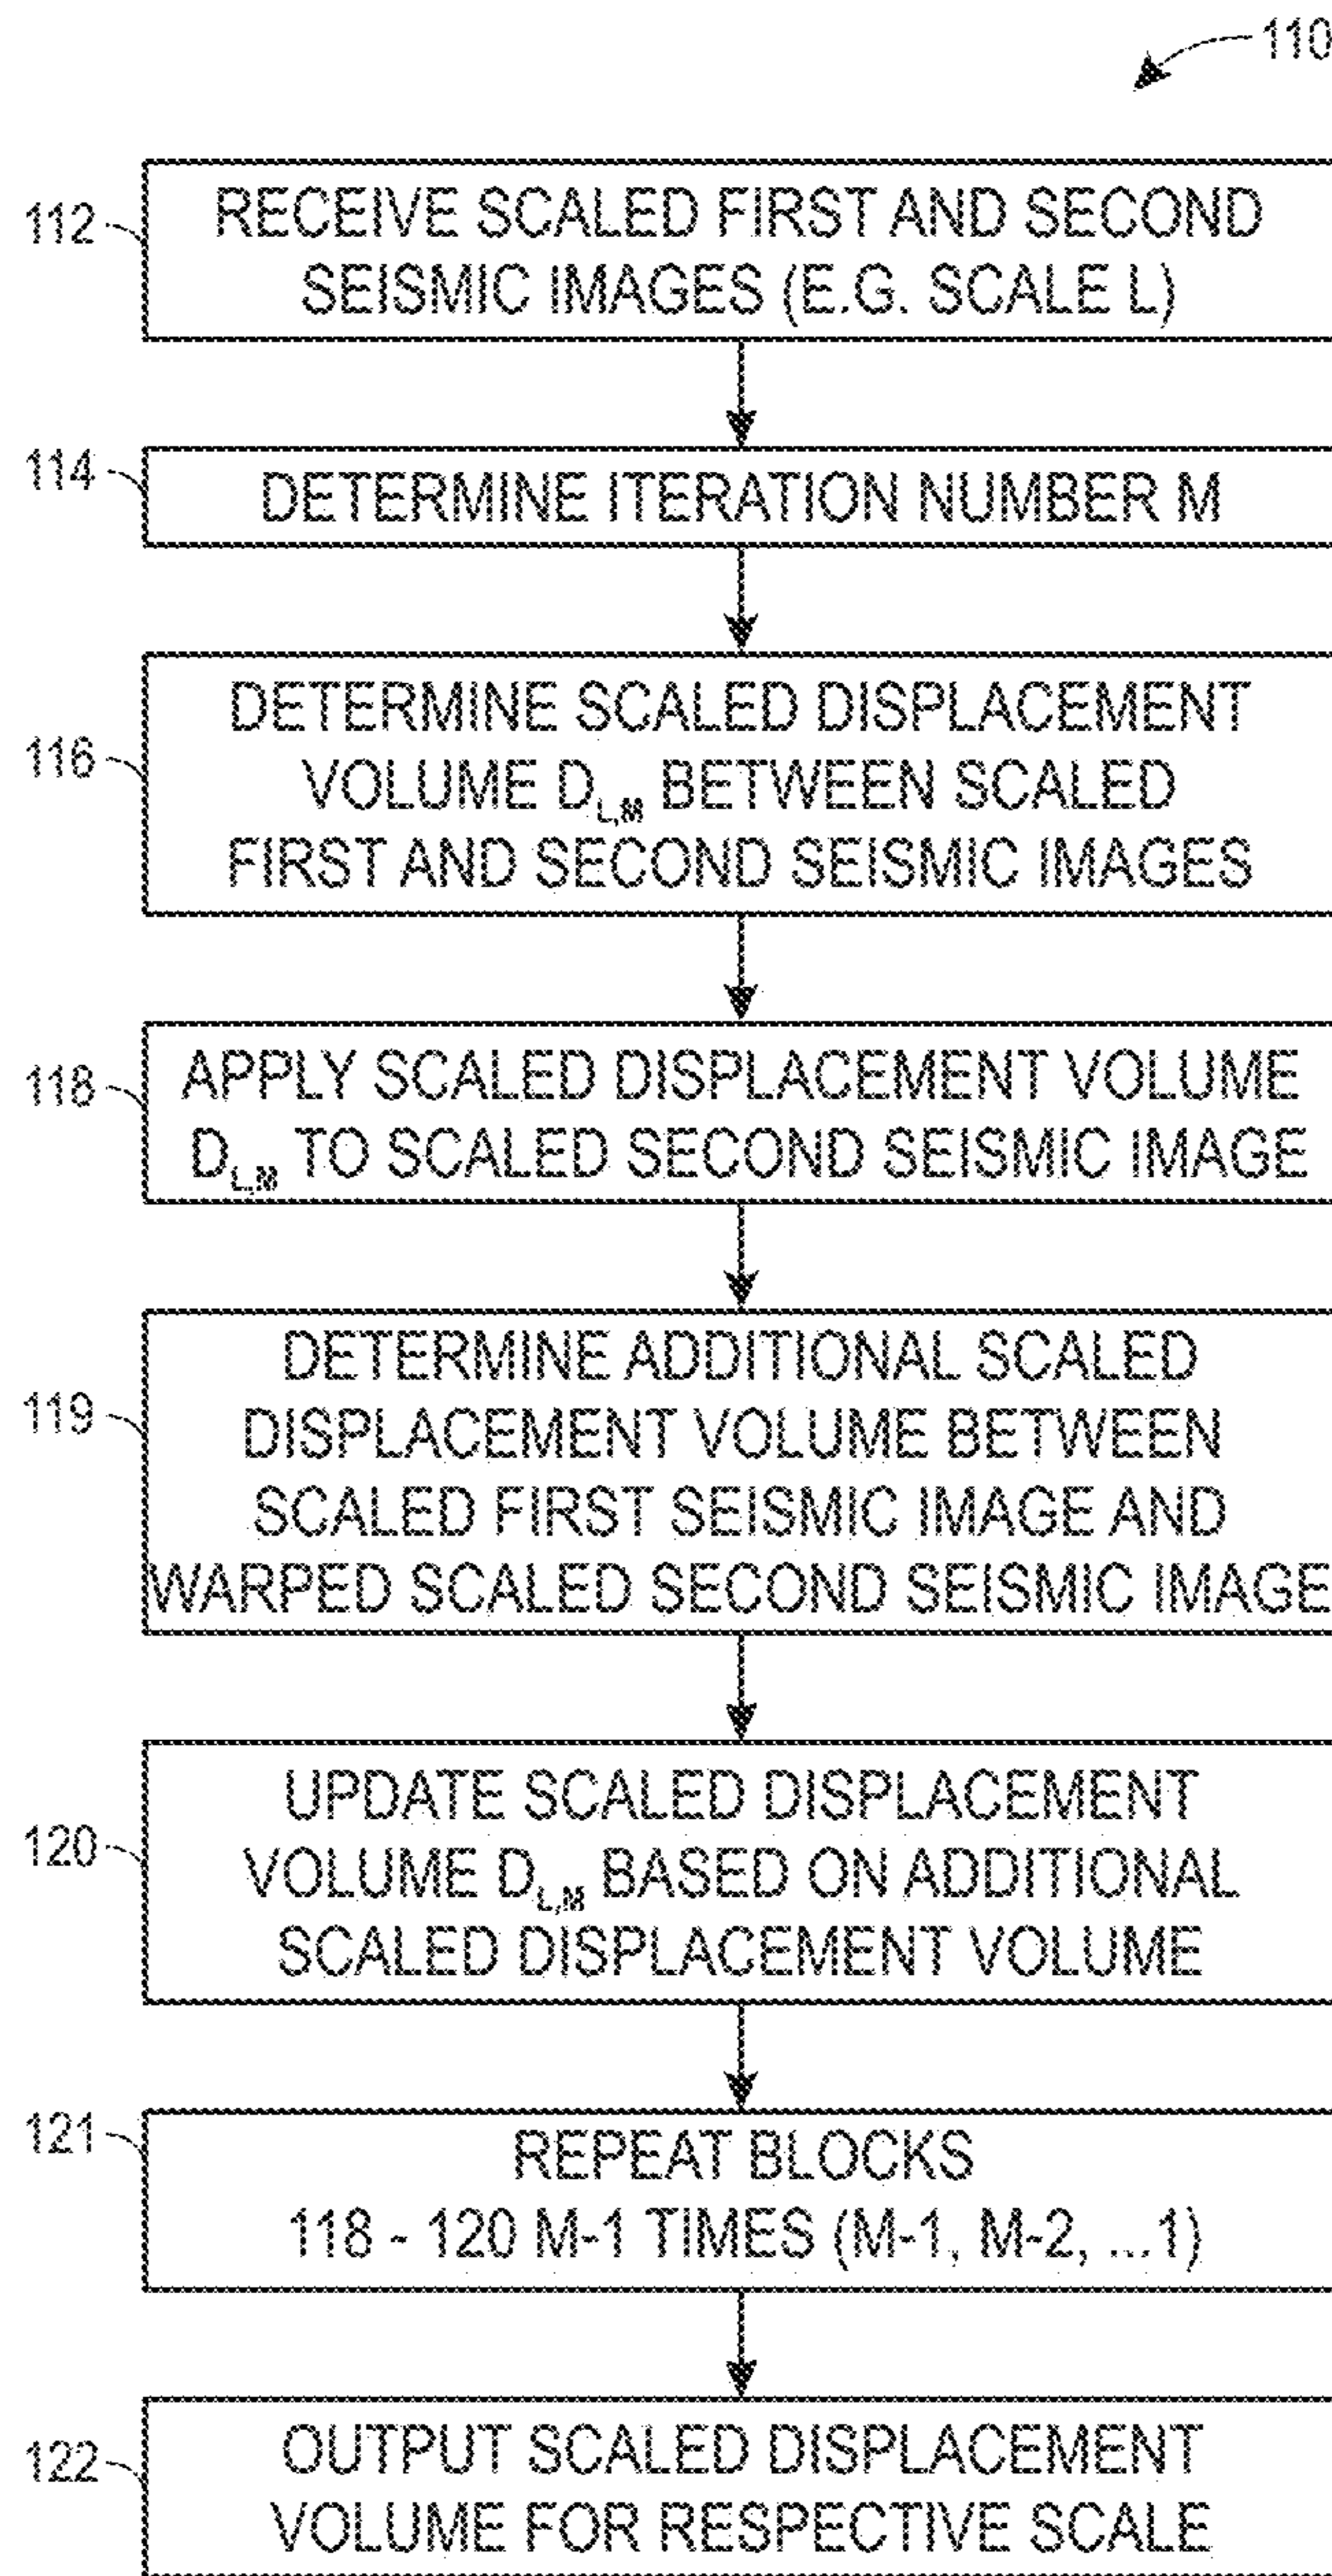 110
112
RECEIVE SCALED FIRST AND SECOND
SEISMIC IMAGES (E.G. SCALE L)
114
DETERMINE ITERATION NUMBER M
116
DETERMINE SCALED DISPLACEMENT
VOLUME D_L,M BETWEEN SCALED
FIRST AND SECOND SEISMIC IMAGES
118
APPLY SCALED DISPLACEMENT VOLUME
D_L,M TO SCALED SECOND SEISMIC IMAGE
119
DETERMINE ADDITIONAL SCALED
DISPLACEMENT VOLUME BETWEEN
SCALED FIRST SEISMIC IMAGE AND
WARPED SCALED SECOND SEISMIC IMAGE
120
UPDATE SCALED DISPLACEMENT
VOLUME D_L,M BASED ON ADDITIONAL
SCALED DISPLACEMENT VOLUME
121
REPEAT BLOCKS
118 - 120 M-1 TIMES (M-1, M-2, ...1)
122
OUTPUT SCALED DISPLACEMENT
VOLUME FOR RESPECTIVE SCALE